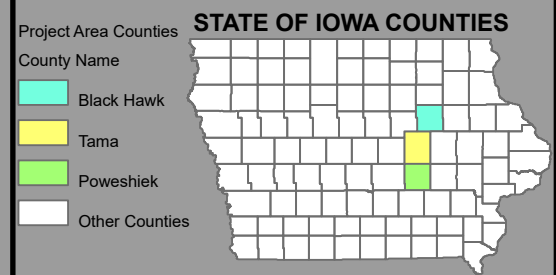 STATE OF IOWA COUNTIES
Project Area Counties
County Name
Black Hawk
Tama
Poweshiek
Other Counties